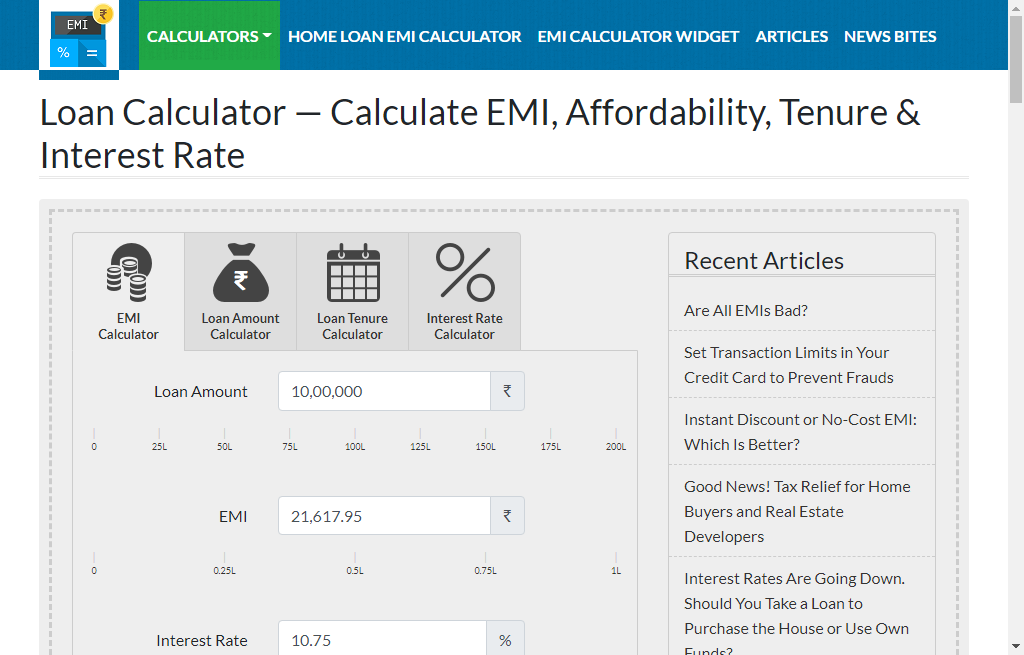 EMI ₹
% =
CALCULATORS HOME LOAN EMI CALCULATOR EMI CALCULATOR WIDGET ARTICLES NEWS BITES
Loan Calculator — Calculate EMI, Affordability, Tenure &
Interest Rate
EMI
Calculator
₹
Loan Amount
Calculator
Loan Tenure
Calculator
Interest Rate
Calculator
Loan Amount 10,00,000 ₹
0 25L 50L 75L 100L 125L 150L 175L 200L
EMI 21,617.95 ₹
0 0.25L 0.5L 0.75L 1L
Interest Rate 10.75 %
Recent Articles
Are All EMIs Bad?
Set Transaction Limits in Your
Credit Card to Prevent Frauds
Instant Discount or No-Cost EMI:
Which Is Better?
Good News! Tax Relief for Home
Buyers and Real Estate
Developers
Interest Rates Are Going Down.
Should You Take a Loan to
Purchase the House or Use Own
Funds?